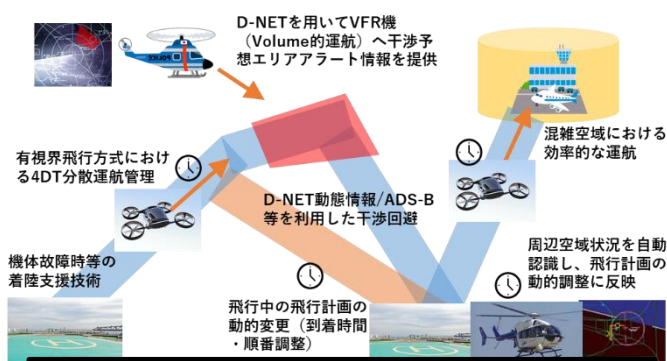 D-NETを用いてVFR機
（Volume的運航）へ干渉予
想エリアアラート情報を提供
有視界飛行方式におけ
る4DT分散運航管理
混雑空域における
効率的な運航
D-NET動態情報/ADS-B
等を利用した干渉回避
機体故障時等の
着陸支援技術
周辺空域状況を自動
認識し、飛行計画の
動的調整に反映
飛行中の飛行計画の
動的変更（到着時間
・順番調整）